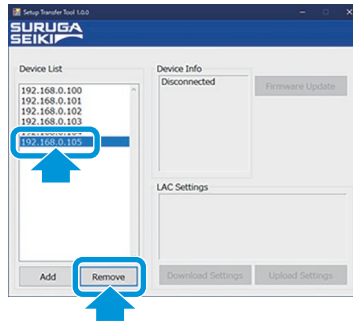 Setup Transfer Tool 1.0.0
SURUGA
SEIKI
Device List
192.168.0.100
192.168.0.101
192.168.0.102
192.168.0.103
192.168.0.105
Add
Remove
Device Info
Disconnected
Firmware Update
LAC Settings
Download Settings
Upload Settings